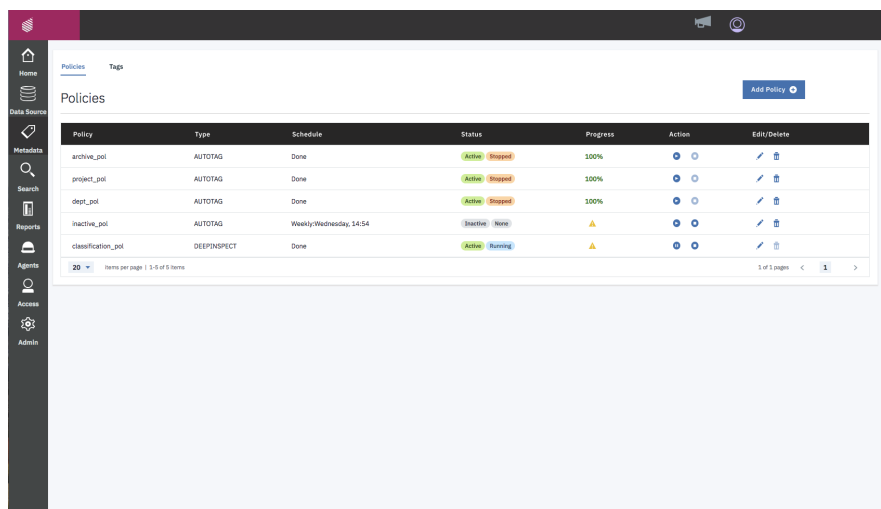 Home
Data Source
Metadata
Search
Reports
Agents
Access
Admin
Policies Tags
Policies
Add Policy
Policy Type Schedule Status Progress Action Edit/Delete
archive_pol AUTOTAG Done Active Stopped 100%
project_pol AUTOTAG Done Active Stopped 100%
dept_pol AUTOTAG Done Active Stopped 100%
inactive_pol AUTOTAG Weekly:Wednesday, 14:54 Inactive None
classification_pol DEEPINSPECT Done Active Running
20 items per page | 1-5 of 5 items 1 of 1 pages < 1 >